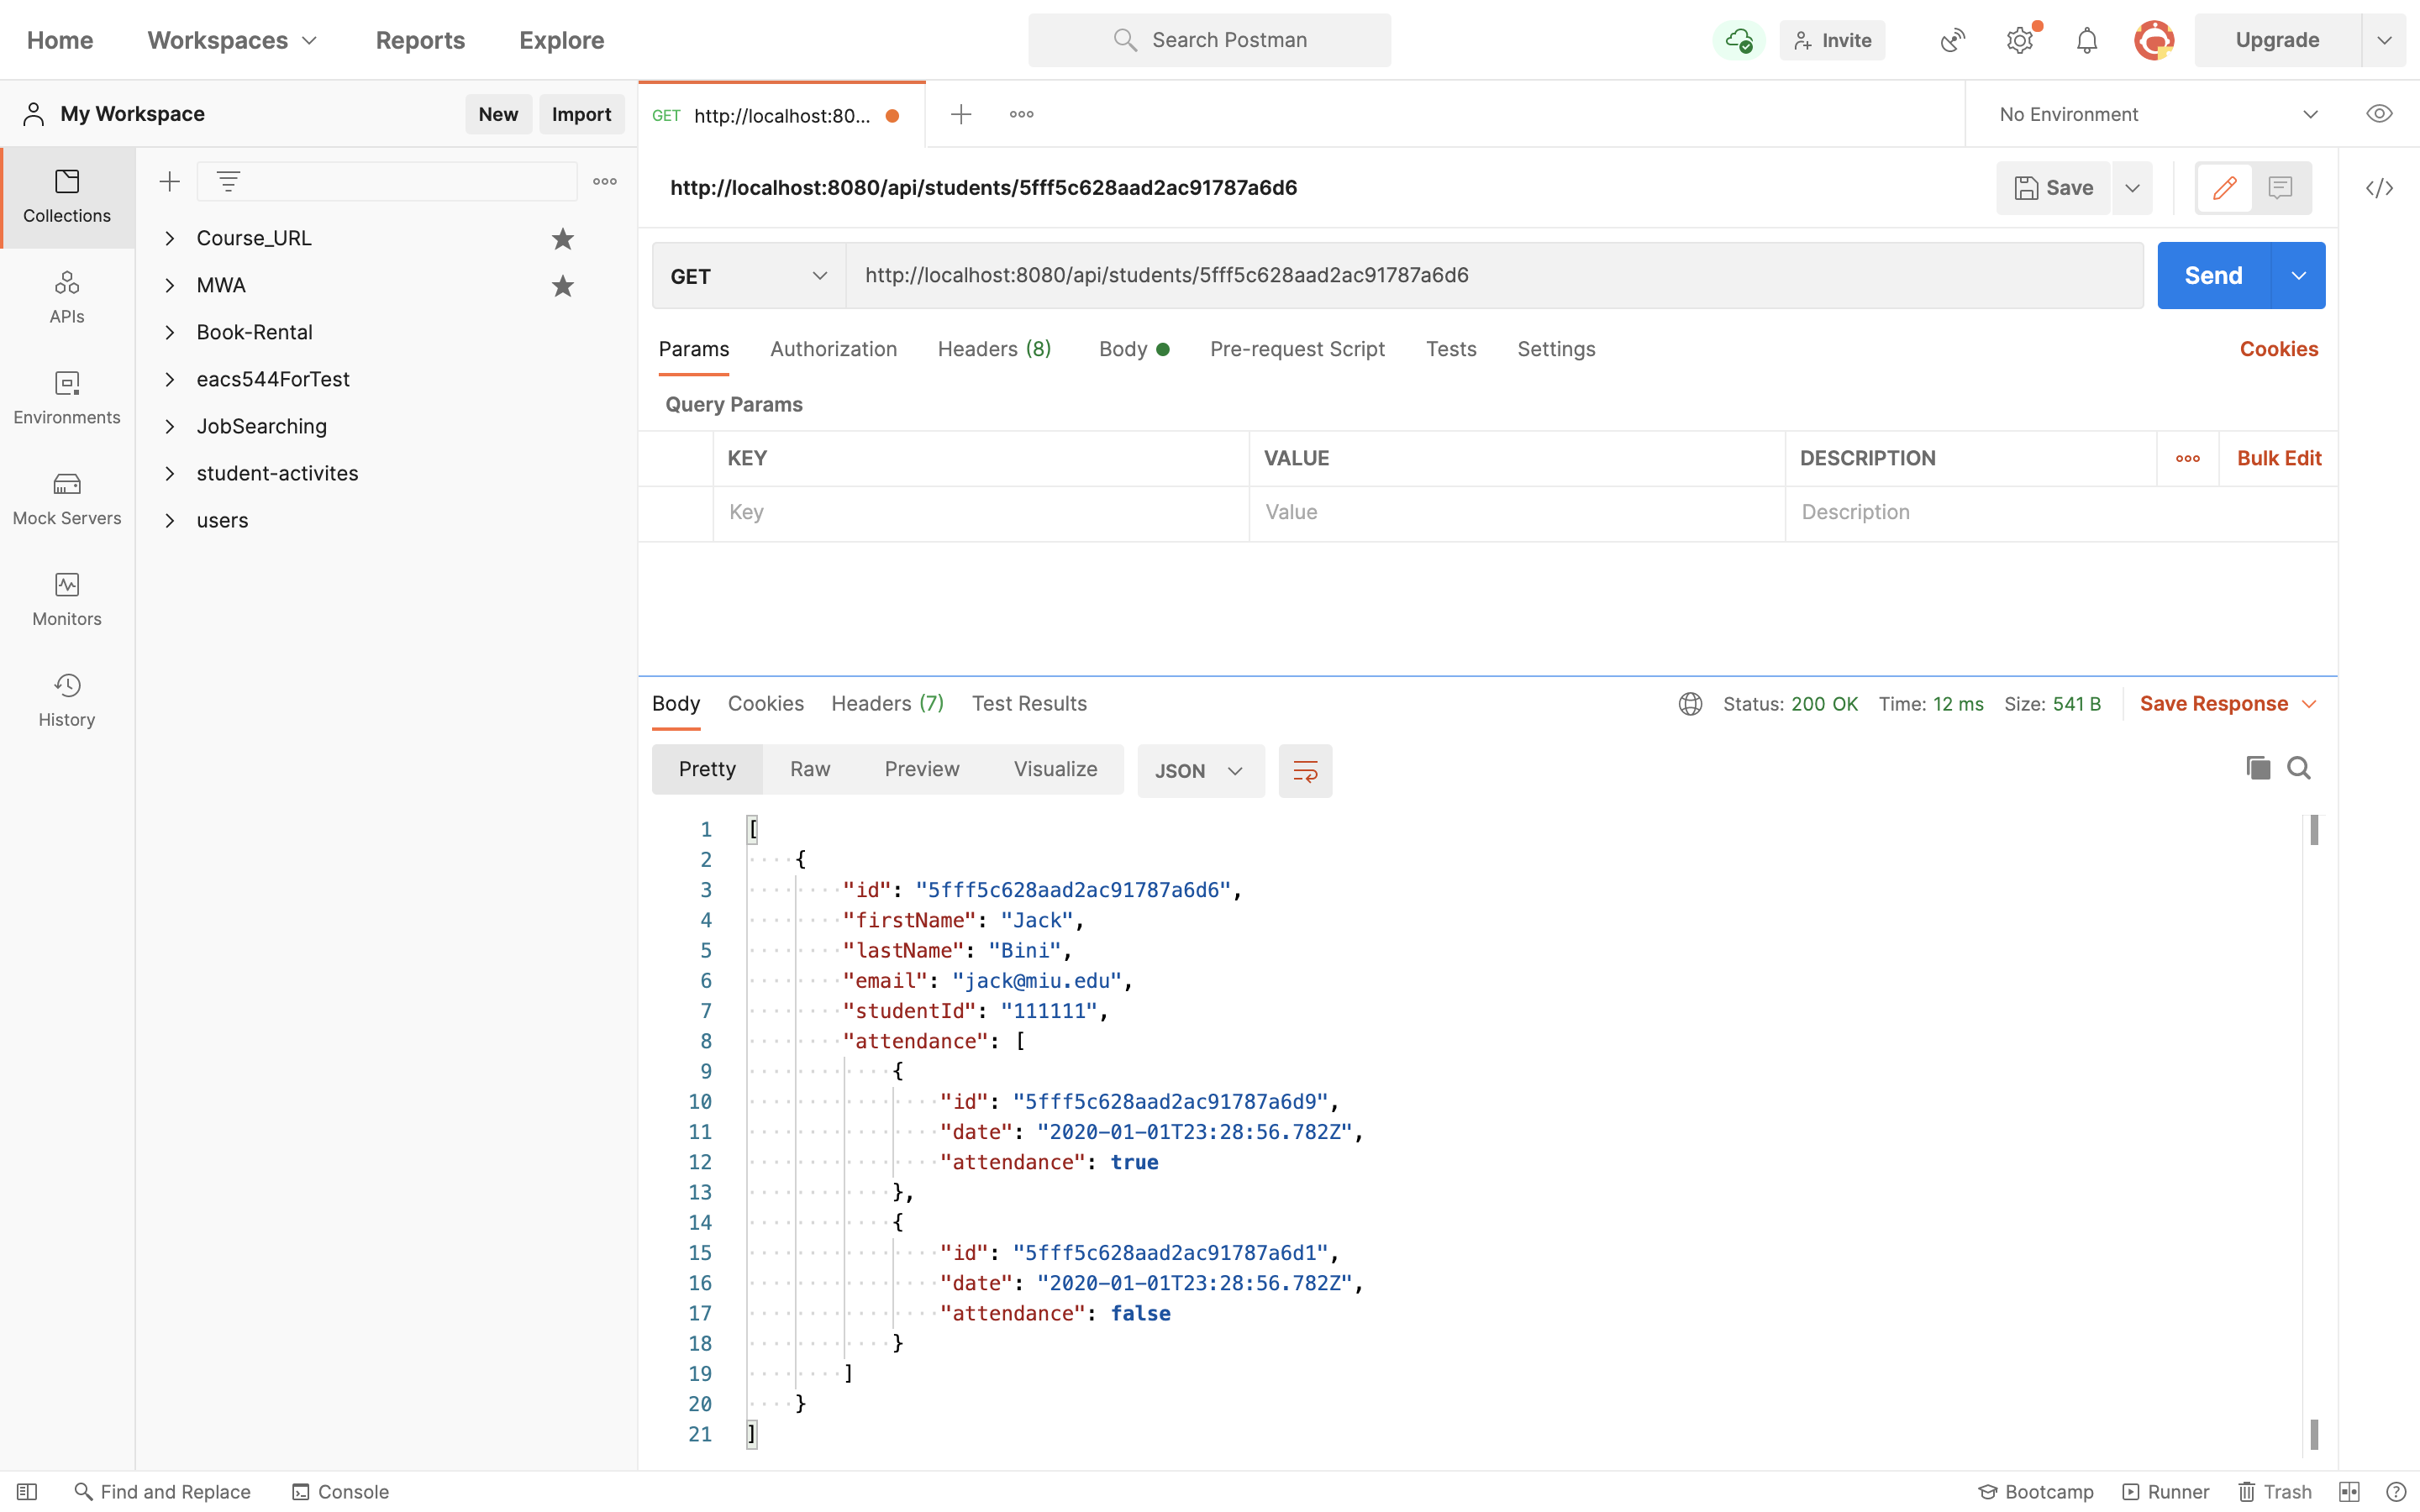 Home Workspaces Reports Explore Search Postman Invite Upgrade
My Workspace New Import
GET http://localhost:80... No Environment
Collections
APIs
Environments
Mock Servers
Monitors
History
Course_URL
MWA
Book-Rental
eacs544ForTest
JobSearching
student-activites
users
http://localhost:8080/api/students/5fff5c628aad2ac91787a6d6 Save
GET http://localhost:8080/api/students/5fff5c628aad2ac91787a6d6 Send
Params Authorization Headers (8) Body Pre-request Script Tests Settings Cookies
Query Params
KEY VALUE DESCRIPTION Bulk Edit
Key Value Description
Body Cookies Headers (7) Test Results Status: 200 OK Time: 12 ms Size: 541 B Save Response
Pretty Raw Preview Visualize JSON
1 [
2 {
3 "id": "5fff5c628aad2ac91787a6d6",
4 "firstName": "Jack",
5 "lastName": "Bini",
6 "email": "jack@miu.edu",
7 "studentId": "111111",
8 "attendance": [
9 {
10 "id": "5fff5c628aad2ac91787a6d9",
11 "date": "2020-01-01T23:28:56.782Z",
12 "attendance": true
13 },
14 {
15 "id": "5fff5c628aad2ac91787a6d1",
16 "date": "2020-01-01T23:28:56.782Z",
17 "attendance": false
18 }
19 ]
20 }
21 ]
Find and Replace Console Bootcamp Runner Trash